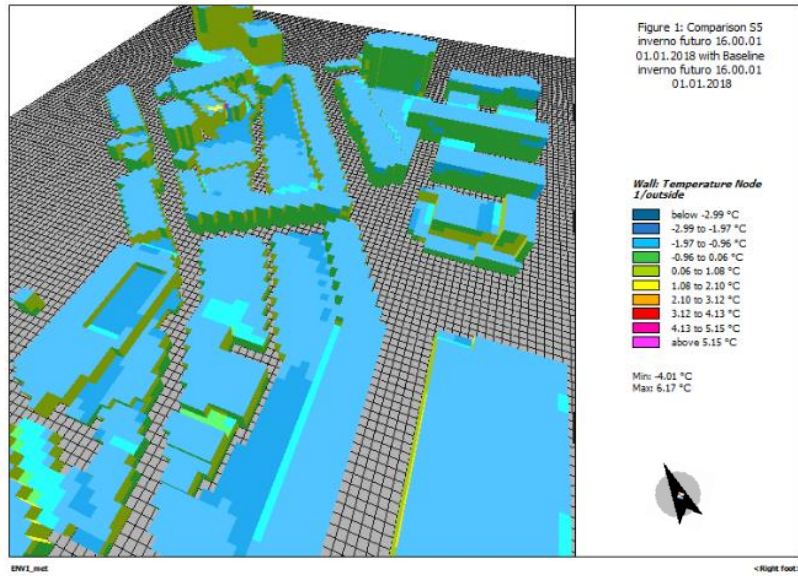 Figure 1: Comparison S5
inverno futuro 16.00.01
01.01.2018 with Baseline
inverno futuro 16.00.01
01.01.2018
Wall: Temperature Node
1/outside
below -2.99 °C
-2.99 to -1.97 °C
-1.97 to -0.96 °C
-0.96 to 0.06 °C
0.06 to 1.08 °C
1.08 to 2.10 °C
2.10 to 3.12 °C
3.12 to 4.13 °C
4.13 to 5.15 °C
above 5.15 °C
Min: -4.01 °C
Max: 6.17 °C
ENVI_met
<Right foot>